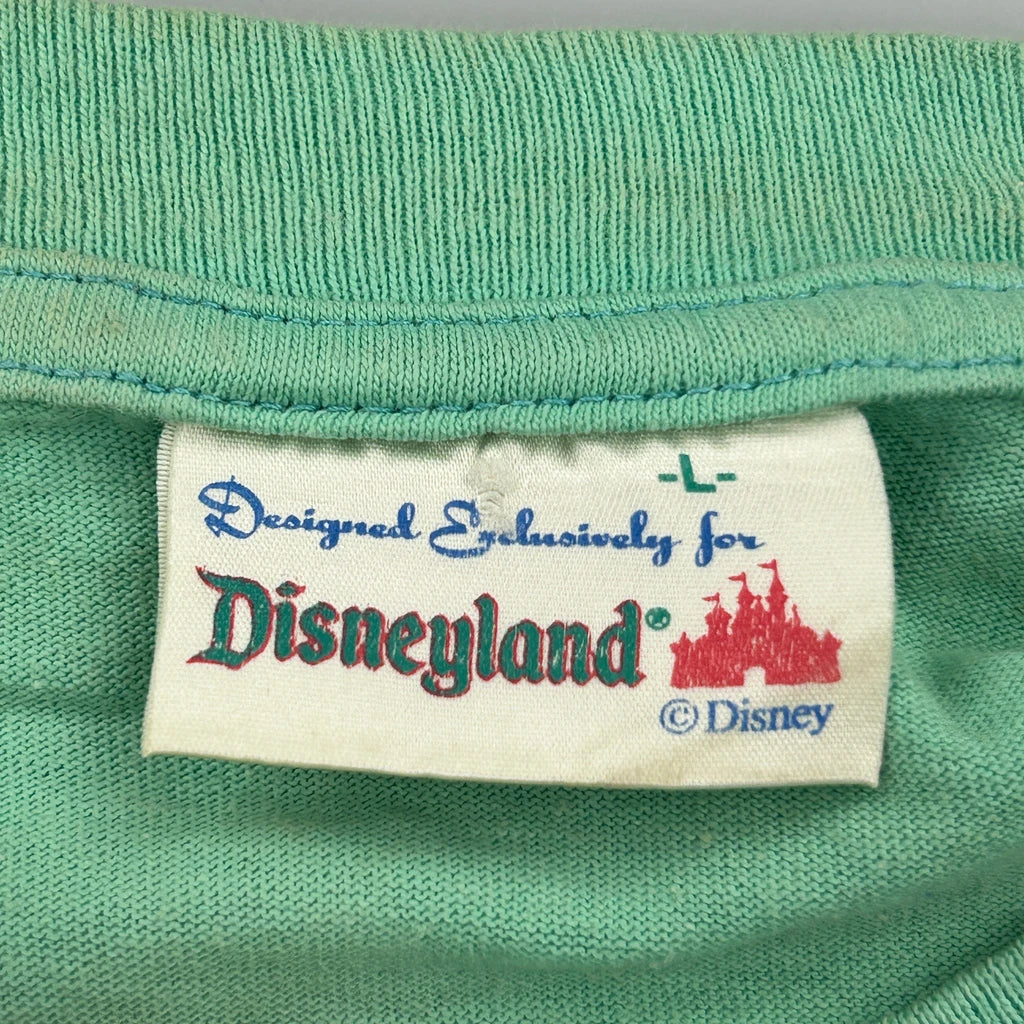 -L-
Designed Exclusively for
Disneyland®
© Disney